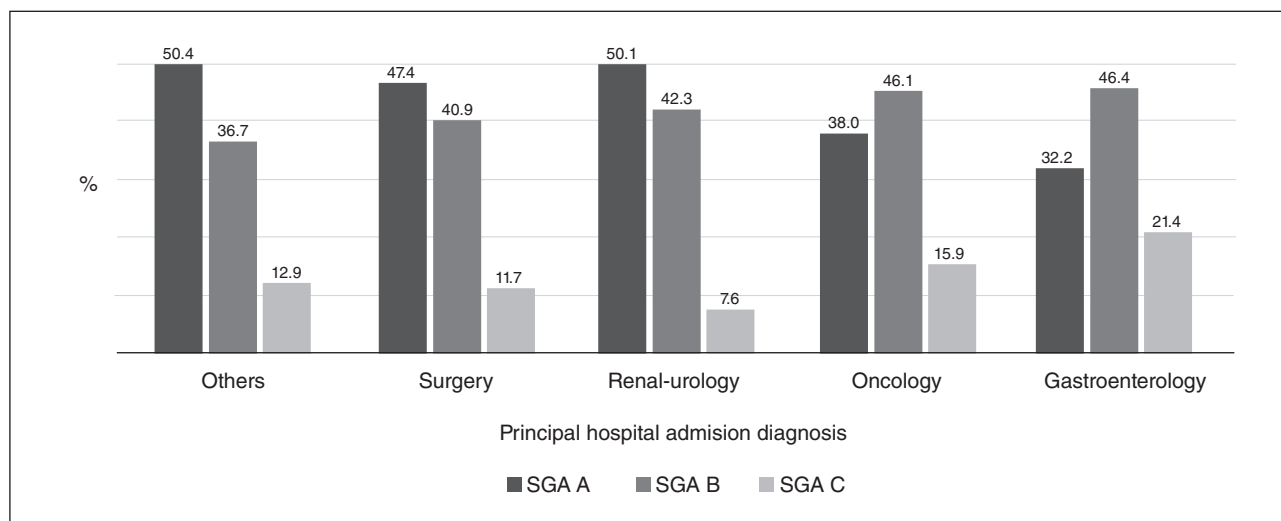 50.4 47.4 50.1 46.1 46.4
36.7 40.9 42.3 38.0 32.2
12.9 11.7 7.6 15.9 21.4
%
Others Surgery Renal-urology Oncology Gastroenterology
Principal hospital admision diagnosis
SGA A SGA B SGA C